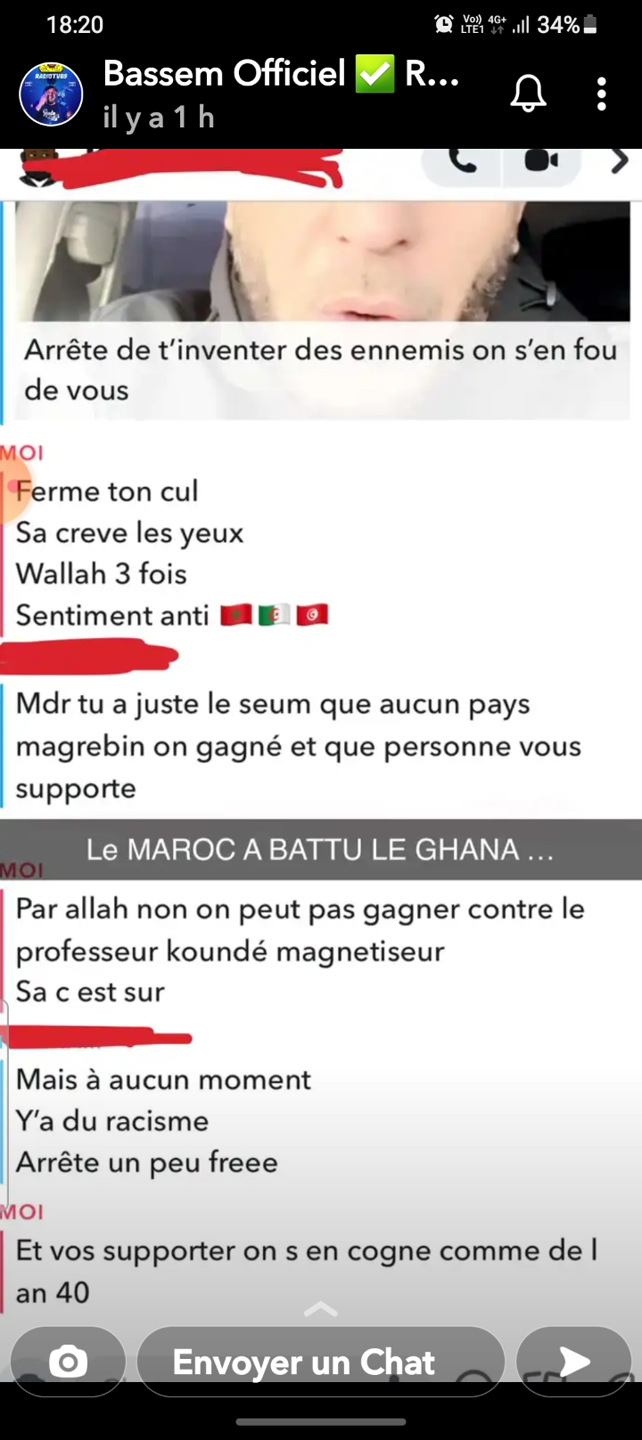 18:20
Vo)) 4G+
LTE1
34%
Bassem Officiel ✅ R...
il y a 1 h
RADIOTVBS
Arrête de t'inventer des ennemis on s'en fou
de vous
MOI
Ferme ton cul
Sa creve les yeux
Wallah 3 fois
Sentiment anti 🇲🇦🇩🇿🇹🇳
Mdr tu a juste le seum que aucun pays
magrebin on gagné et que personne vous
supporte
Le MAROC A BATTU LE GHANA ...
MOI
Par allah non on peut pas gagner contre le
professeur koundé magnetiseur
Sa c est sur
Mais à aucun moment
Y'a du racisme
Arrête un peu freee
MOI
Et vos supporter on s en cogne comme de l
an 40
Envoyer un Chat